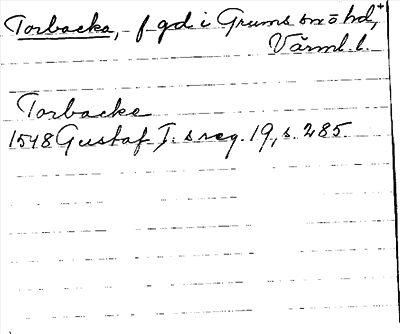 Torbacka, f gd i Grums sn o hd,+
Värml. l.
Torbacke
1548 Gustaf I:s reg. 19, s. 285.